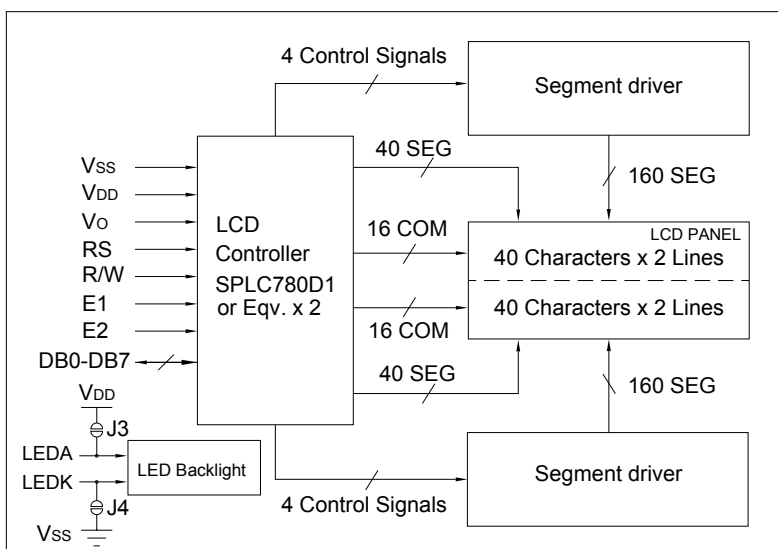 4 Control Signals
Segment driver
40 SEG
160 SEG
VSS
VDD
VO
RS
R/W
E1
E2
DB0-DB7
LCD
Controller
SPLC780D1
or Eqv. x 2
16 COM
LCD PANEL
40 Characters x 2 Lines
40 Characters x 2 Lines
16 COM
40 SEG
160 SEG
VDD
J3
LEDA
LEDK
LED Backlight
J4
VSS
4 Control Signals
Segment driver